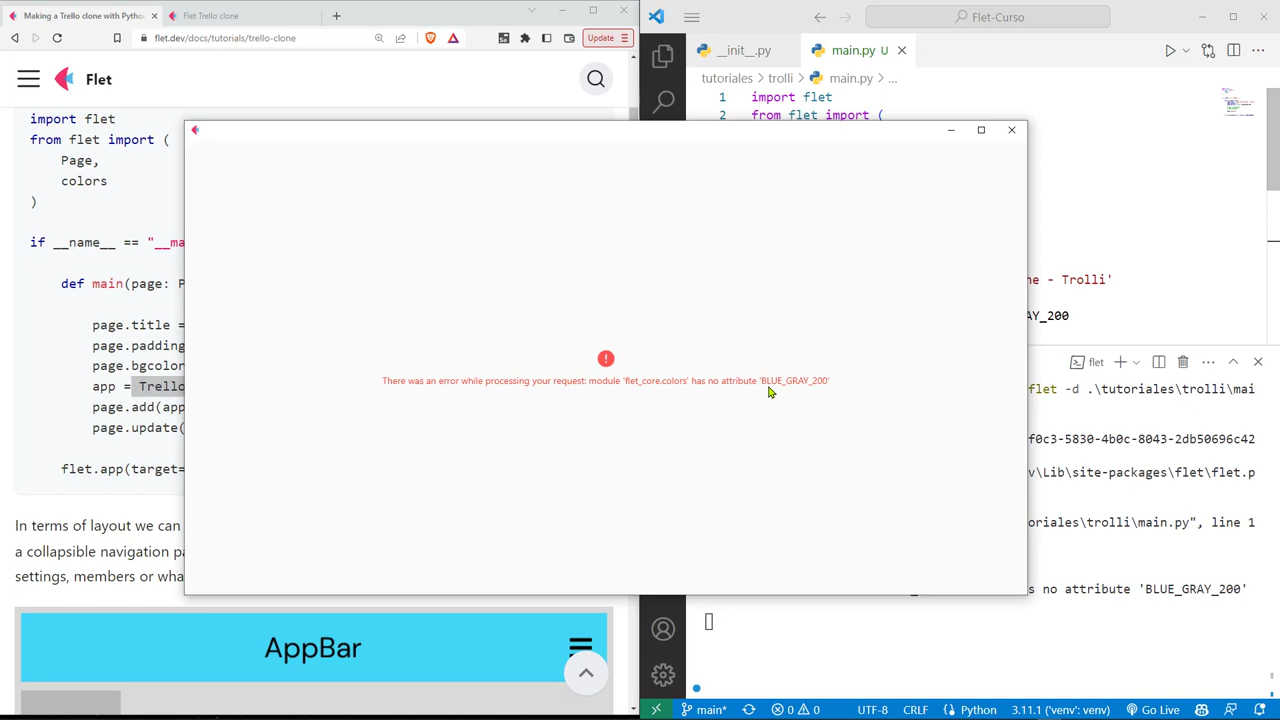 Making a Trello clone with Pytho
Flet Trello clone
flet.dev/docs/tutorials/trello-clone
Update
Flet
import flet
from flet import (
Page,
colors
)
if __name__ == "__ma
def main(page: P
page.title =
page.padding
page.bgcolor
app = Trello
page.add(app
page.update(
flet.app(target=
In terms of layout we can
a collapsible navigation pa
settings, members or wha
AppBar
There was an error while processing your request: module 'flet_core.colors' has no attribute 'BLUE_GRAY_200'
Flet-Curso
__init__.py
main.py U
tutoriales > trolli > main.py > ...
1 import flet
2 from flet import (
ne - Trolli'
AY_200
flet
flet -d .\tutoriales\trolli\mai
f0c3-5830-4b0c-8043-2db50696c42
v\Lib\site-packages\flet\flet.p
oriales\trolli\main.py", line 1
s no attribute 'BLUE_GRAY_200'
main*
0
0
UTF-8
CRLF
Python
3.11.1 ('venv': venv)
Go Live